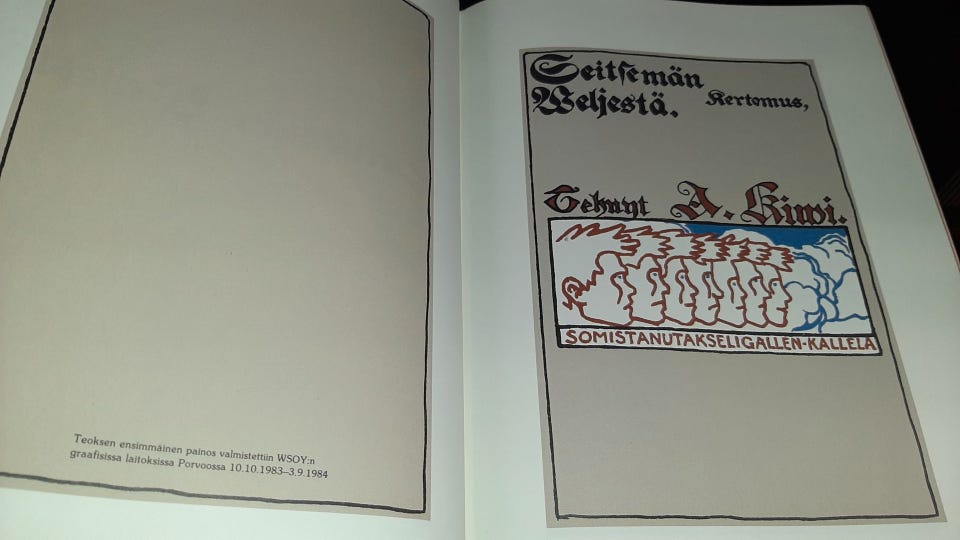 Teoksen ensimmäinen painos valmistettiin WSOY:n
graafisissa laitoksissa Porvoossa 10.10.1983–3.9.1984
Seitſemän
Weljestä. Kertomus,
Tehnyt A. Kiwi.
SOMISTANUTAKSELIGALLEN-KALLELA